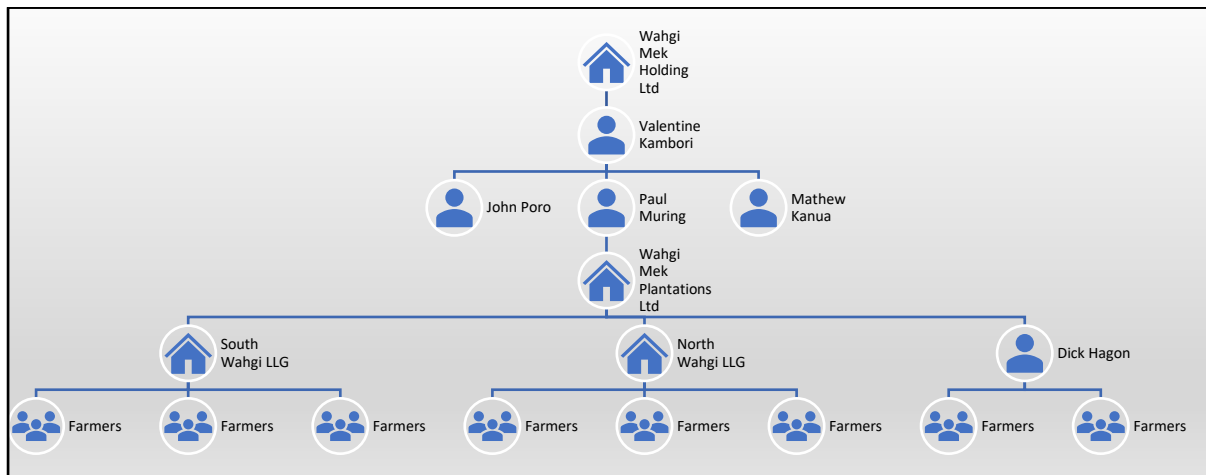 Wahgi
Mek
Holding
Ltd
Valentine
Kambori
John Poro
Paul
Muring
Mathew
Kanua
Wahgi
Mek
Plantations
Ltd
South
Wahgi LLG
North
Wahgi LLG
Dick Hagon
Farmers
Farmers
Farmers
Farmers
Farmers
Farmers
Farmers
Farmers